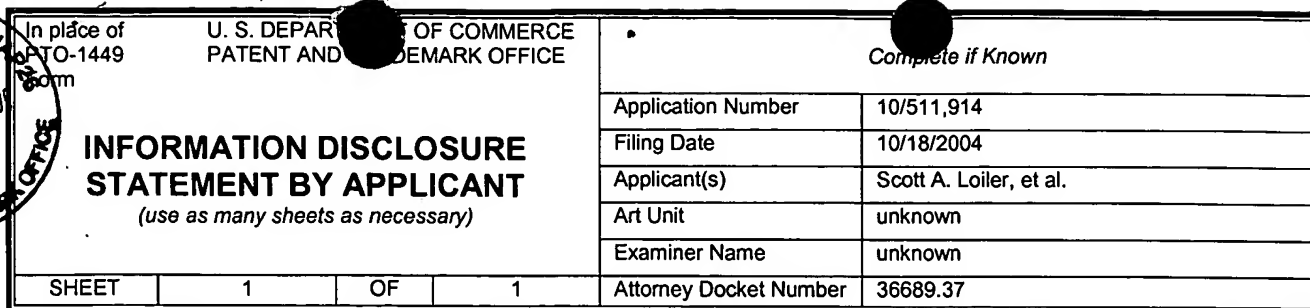 In place of
PTO-1449
Form
U. S. DEPAR OF COMMERCE
PATENT AND DEMARK OFFICE
INFORMATION DISCLOSURE
STATEMENT BY APPLICANT
(use as many sheets as necessary)
SHEET 1 OF 1
Complete if Known
Application Number 10/511,914
Filing Date 10/18/2004
Applicant(s) Scott A. Loiler, et al.
Art Unit unknown
Examiner Name unknown
Attorney Docket Number 36689.37
OFFICE